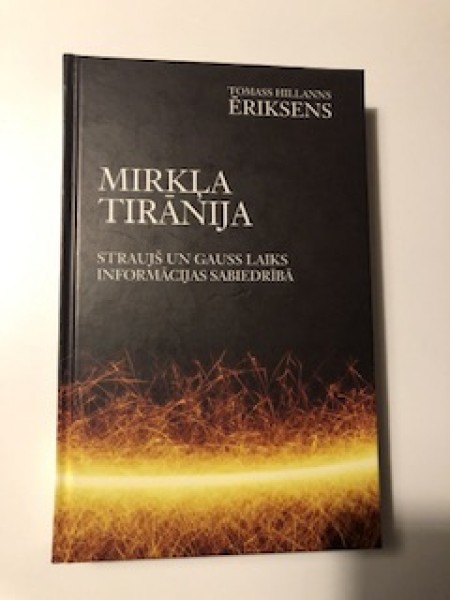 TOMASS HILLANNS
ĒRIKSENS
MIRKĻA
TIRĀNIJA
STRAUJŠ UN GAUSS LAIKS
INFORMĀCIJAS SABIEDRĪBĀ